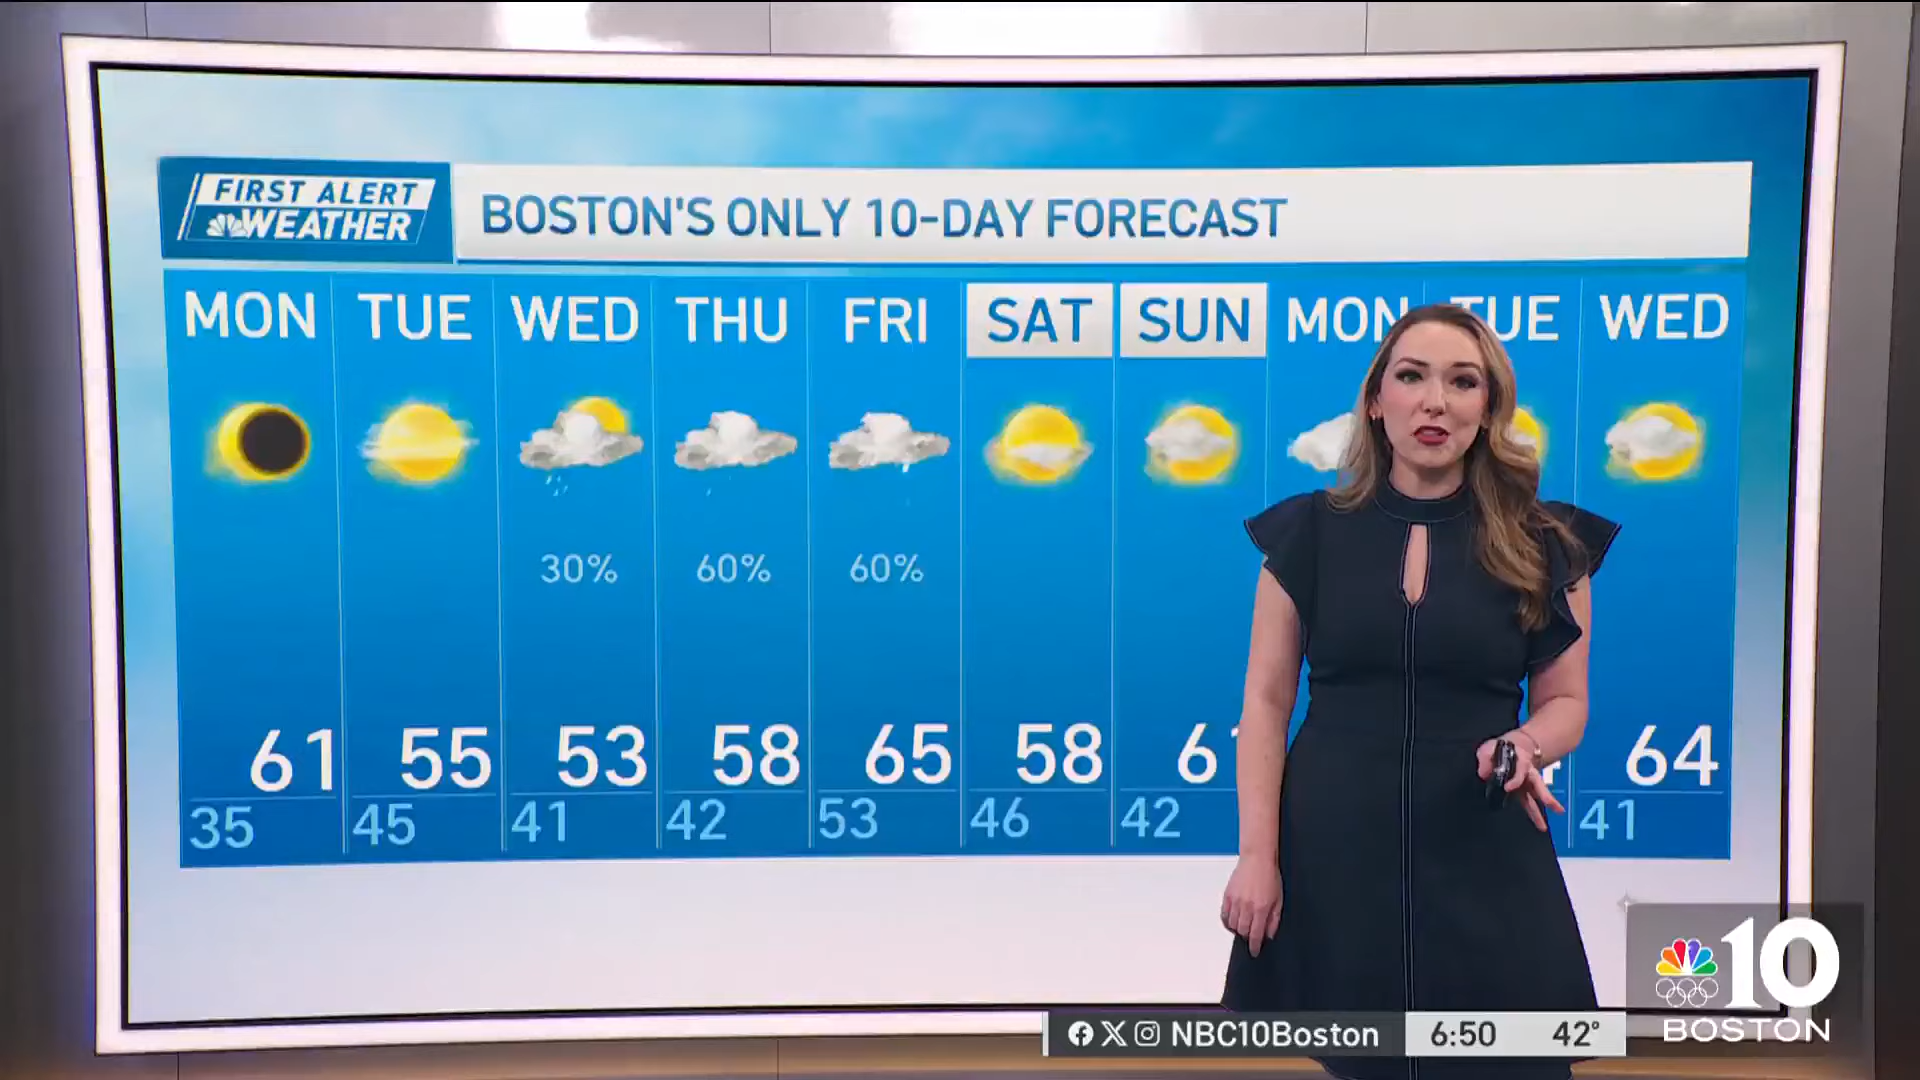 FIRST ALERT
WEATHER
BOSTON'S ONLY 10-DAY FORECAST
MON TUE WED THU FRI SAT SUN MON TUE WED
30% 60% 60%
61 55 53 58 65 58 64
35 45 41 42 53 46 42 41
10
BOSTON
NBC10Boston 6:50 42°